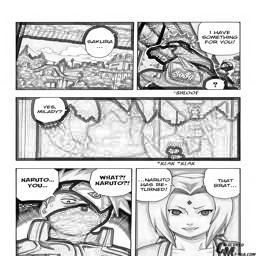 SAKURA
...
I HAVE
SOMETHING
FOR YOU!
?
*SHLOOF
YES,
MILADY?
*KLAK *KLAK
NARUTO...
YOU...
WHAT?!
NARUTO?!
...NARUTO
HAS RE-
TURNED!
THAT
BRAT...